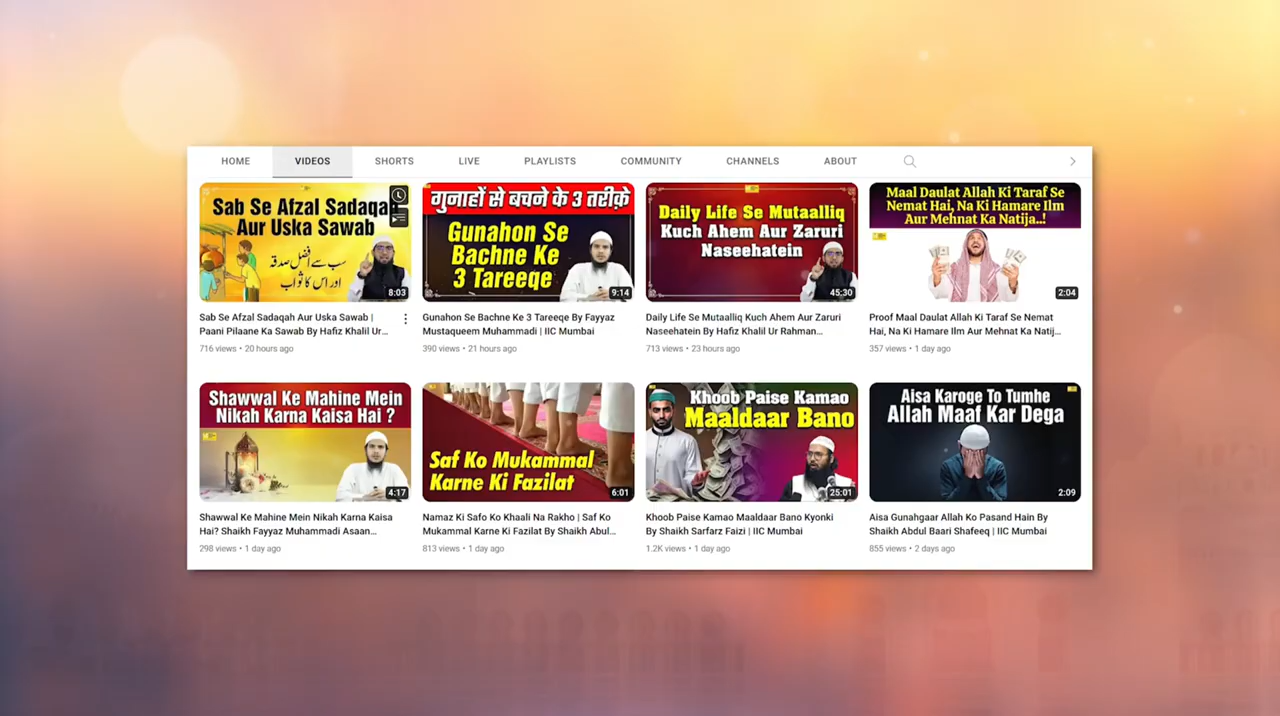 HOME VIDEOS SHORTS LIVE PLAYLISTS COMMUNITY CHANNELS ABOUT
Sab Se Afzal Sadaqah
Aur Uska Sawab
سب سے افضل صدقہ
اور اس کا ثواب
8:03
Sab Se Afzal Sadaqah Aur Uska Sawab |
Paani Pilaane Ka Sawab By Hafiz Khalil Ur...
716 views • 20 hours ago
गुनाहों से बचने के 3 तरीक़े
Gunahon Se
Bachne Ke
3 Tareeqe
9:14
Gunahon Se Bachne Ke 3 Tareeqe By Fayyaz
Mustaqueem Muhammadi | IIC Mumbai
390 views • 21 hours ago
Daily Life Se Mutaalliq
Kuch Ahem Aur Zaruri
Naseehatein
45:30
Daily Life Se Mutaalliq Kuch Ahem Aur Zaruri
Naseehatein By Hafiz Khalil Ur Rahman...
713 views • 23 hours ago
Maal Daulat Allah Ki Taraf Se
Nemat Hai, Na Ki Hamare Ilm
Aur Mehnat Ka Natija..!
2:04
Proof Maal Daulat Allah Ki Taraf Se Nemat
Hai, Na Ki Hamare Ilm Aur Mehnat Ka Natij...
357 views • 1 day ago
Shawwal Ke Mahine Mein
Nikah Karna Kaisa Hai ?
4:17
Shawwal Ke Mahine Mein Nikah Karna Kaisa
Hai? Shaikh Fayyaz Muhammadi Asaan...
298 views • 1 day ago
Saf Ko Mukammal
Karne Ki Fazilat
6:01
Namaz Ki Safo Ko Khaali Na Rakho | Saf Ko
Mukammal Karne Ki Fazilat By Shaikh Abul...
813 views • 1 day ago
Khoob Paise Kamao
Maaldaar Bano
25:01
Khoob Paise Kamao Maaldaar Bano Kyonki
By Shaikh Sarfarz Faizi | IIC Mumbai
1.2K views • 1 day ago
Aisa Karoge To Tumhe
Allah Maaf Kar Dega
2:09
Aisa Gunahgaar Allah Ko Pasand Hain By
Shaikh Abdul Baari Shafeeq | IIC Mumbai
855 views • 2 days ago